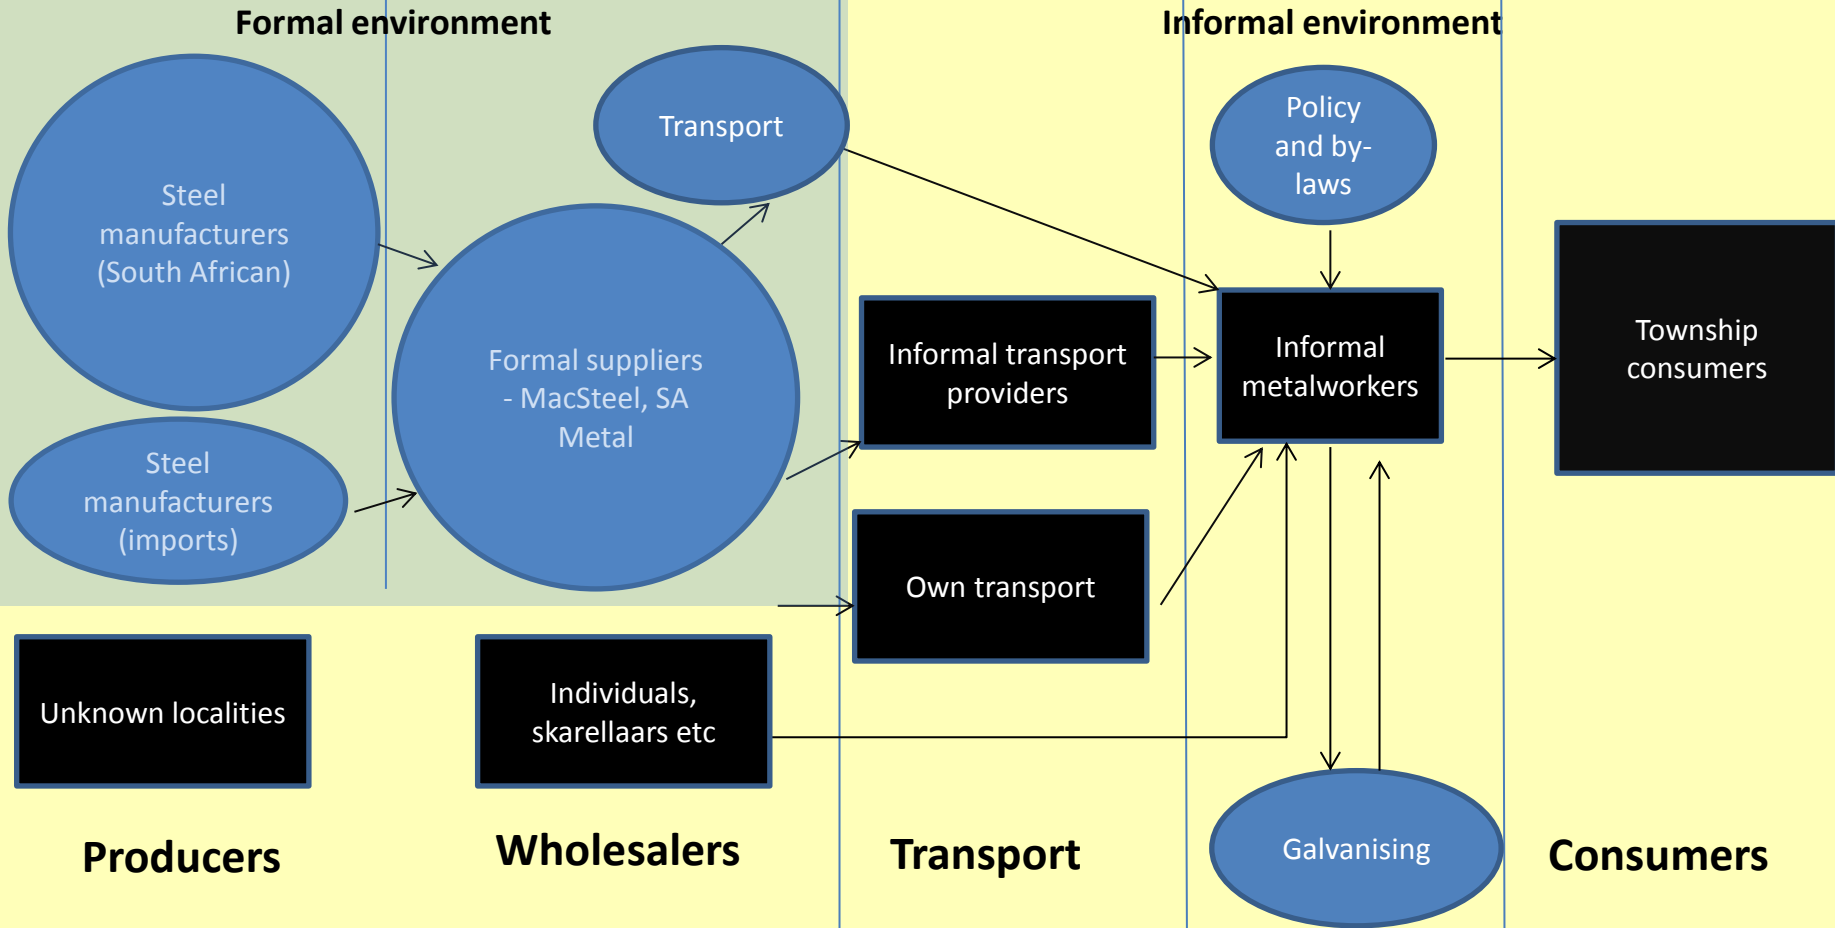 Formal environment
Informal environment
Steel
manufacturers
(South African)
Transport
Policy
and by-
laws
Formal suppliers
- MacSteel, SA
Metal
Informal transport
providers
Informal
metalworkers
Township
consumers
Steel
manufacturers
(imports)
Own transport
Unknown localities
Individuals,
skarellaars etc
Galvanising
Producers
Wholesalers
Transport
Consumers